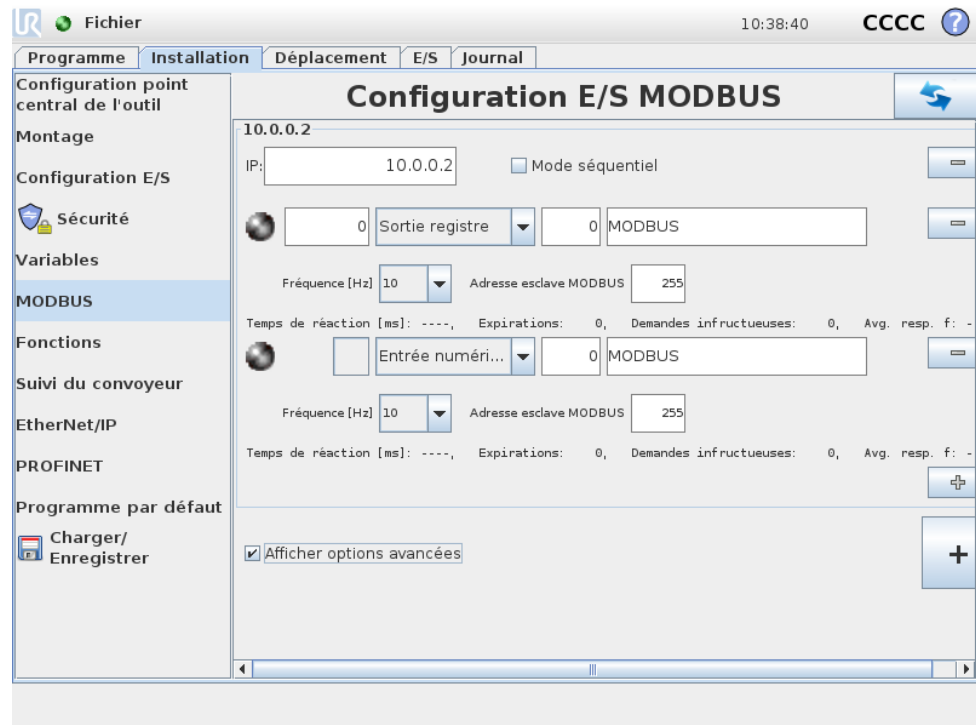 UR Fichier 10:38:40 CCCC ?
Programme Installation Déplacement E/S Journal
Configuration point
central de l'outil
Montage
Configuration E/S
Sécurité
Variables
MODBUS
Fonctions
Suivi du convoyeur
EtherNet/IP
PROFINET
Programme par défaut
Charger/
Enregistrer
Configuration E/S MODBUS
10.0.0.2
IP: 10.0.0.2 Mode séquentiel
0 Sortie registre 0 MODBUS
Fréquence [Hz] 10 Adresse esclave MODBUS 255
Temps de réaction [ms]: ----, Expirations: 0, Demandes infructueuses: 0, Avg. resp. f: -
Entrée numéri... 0 MODBUS
Fréquence [Hz] 10 Adresse esclave MODBUS 255
Temps de réaction [ms]: ----, Expirations: 0, Demandes infructueuses: 0, Avg. resp. f: -
Afficher options avancées